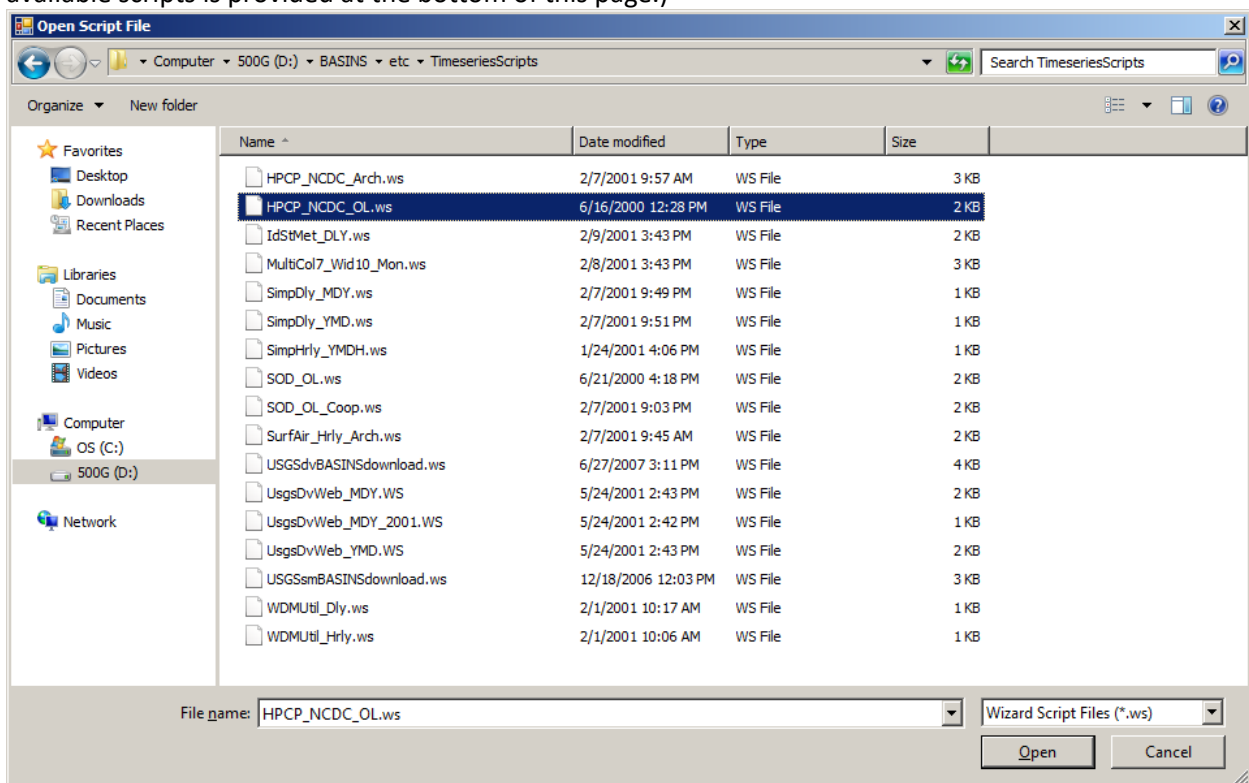 available scripts is provided at the bottom of this page.)
Open Script File
Computer 500G (D:) BASINS etc TimeseriesScripts Search TimeseriesScripts
Organize New folder
Favorites
Desktop
Downloads
Recent Places
Libraries
Documents
Music
Pictures
Videos
Computer
OS (C:)
500G (D:)
Network
Name Date modified Type Size
HPCP_NCDC_Arch.ws 2/7/2001 9:57 AM WS File 3 KB
HPCP_NCDC_OL.ws 6/16/2000 12:28 PM WS File 2 KB
IdStMet_DLY.ws 2/9/2001 3:43 PM WS File 2 KB
MultiCol7_Wid10_Mon.ws 2/8/2001 3:43 PM WS File 3 KB
SimpDly_MDY.ws 2/7/2001 9:49 PM WS File 1 KB
SimpDly_YMD.ws 2/7/2001 9:51 PM WS File 1 KB
SimpHrly_YMDH.ws 1/24/2001 4:06 PM WS File 1 KB
SOD_OL.ws 6/21/2000 4:18 PM WS File 2 KB
SOD_OL_Coop.ws 2/7/2001 9:03 PM WS File 2 KB
SurfAir_Hrly_Arch.ws 2/7/2001 9:45 AM WS File 2 KB
USGSdvBASINSdownload.ws 6/27/2007 3:11 PM WS File 4 KB
UsgsDvWeb_MDY.WS 5/24/2001 2:43 PM WS File 2 KB
UsgsDvWeb_MDY_2001.WS 5/24/2001 2:42 PM WS File 1 KB
UsgsDvWeb_YMD.WS 5/24/2001 2:43 PM WS File 2 KB
USGSsmBASINSdownload.ws 12/18/2006 12:03 PM WS File 3 KB
WDMUtil_Dly.ws 2/1/2001 10:17 AM WS File 1 KB
WDMUtil_Hrly.ws 2/1/2001 10:06 AM WS File 1 KB
File name: HPCP_NCDC_OL.ws Wizard Script Files (*.ws)
Open Cancel